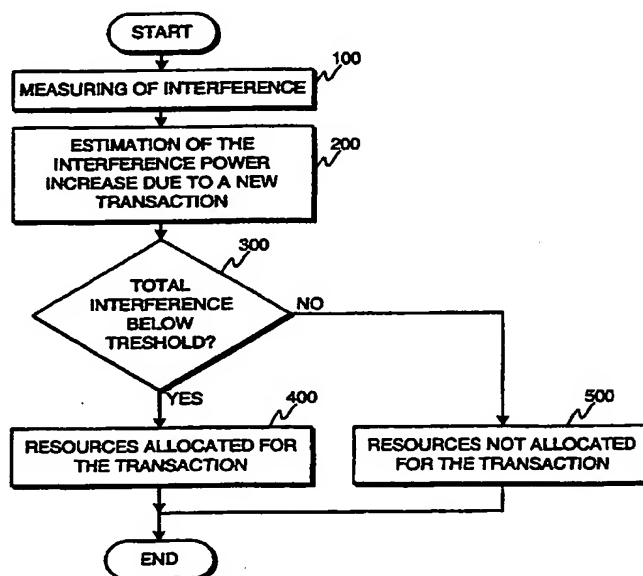 START
100
MEASURING OF INTERFERENCE
ESTIMATION OF THE
INTERFERENCE POWER
INCREASE DUE TO A NEW
TRANSACTION
200
300
TOTAL
INTERFERENCE
BELOW
TRESHOLD?
NO
YES
400
RESOURCES ALLOCATED FOR
THE TRANSACTION
500
RESOURCES NOT ALLOCATED
FOR THE TRANSACTION
END